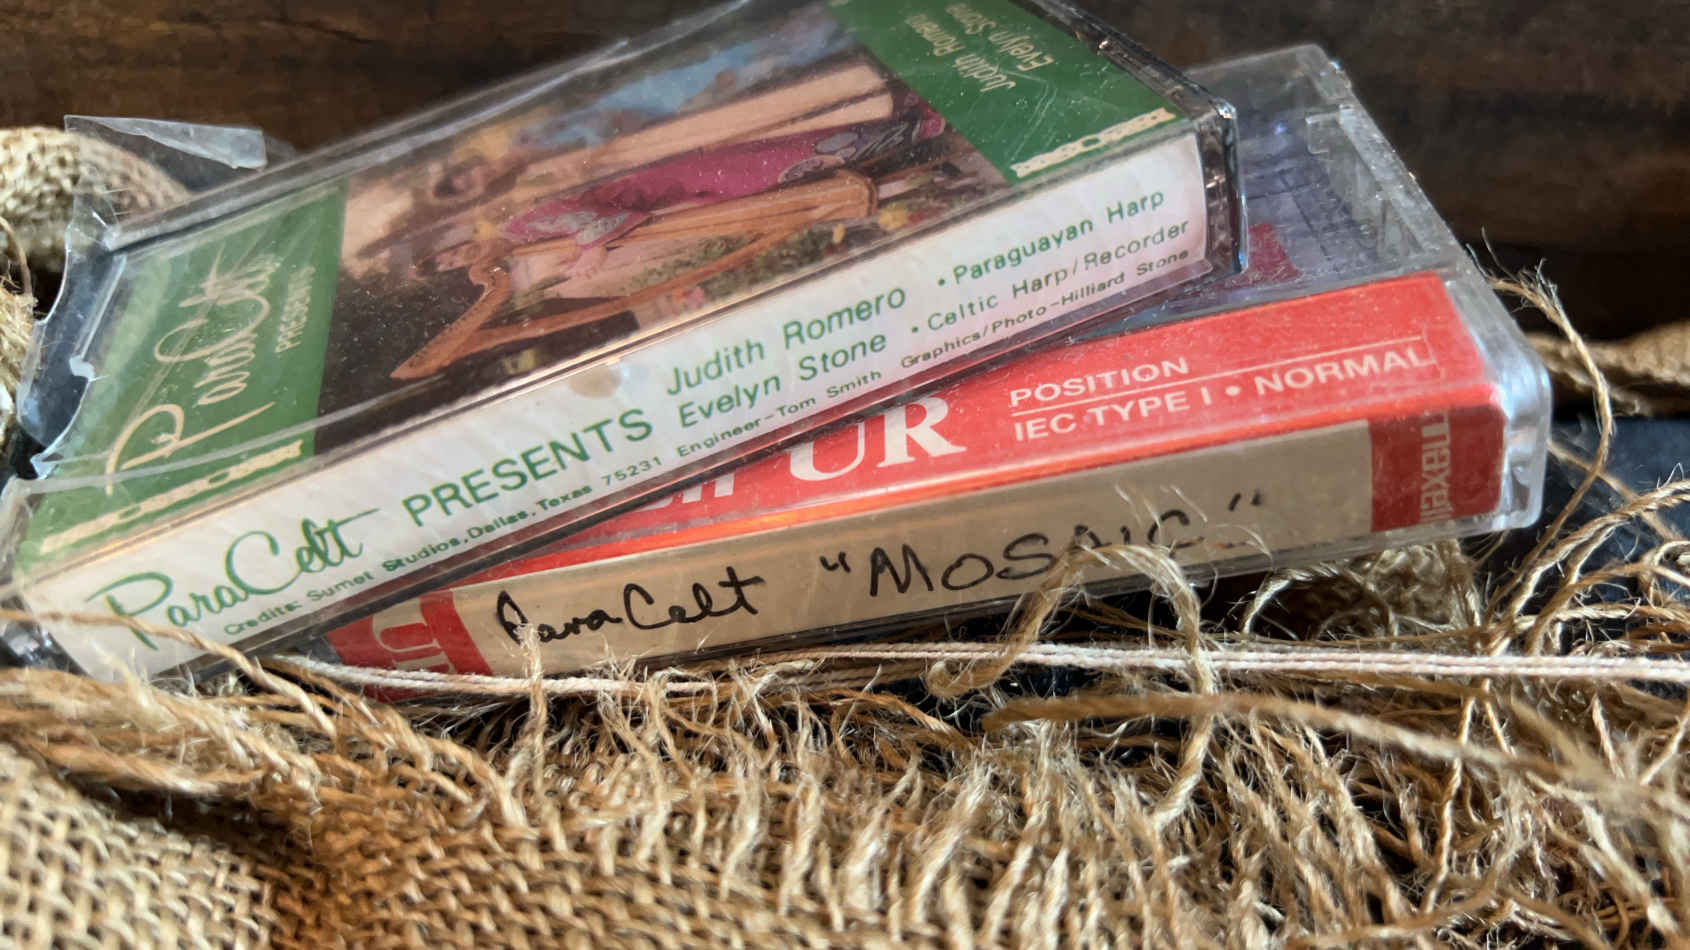 Judith Romero
Evelyn Stone
ParaCelt
PRESENTS
ParaCelt PRESENTS Judith Romero • Paraguayan Harp
Evelyn Stone • Celtic Harp/Recorder
Credits: Sumet Studios, Dallas, Texas 75231 Engineer-Tom Smith Graphics/Photo-Hilliard Stone
UR
POSITION
IEC TYPE I • NORMAL
maxell
ParaCelt "MOSAIC"